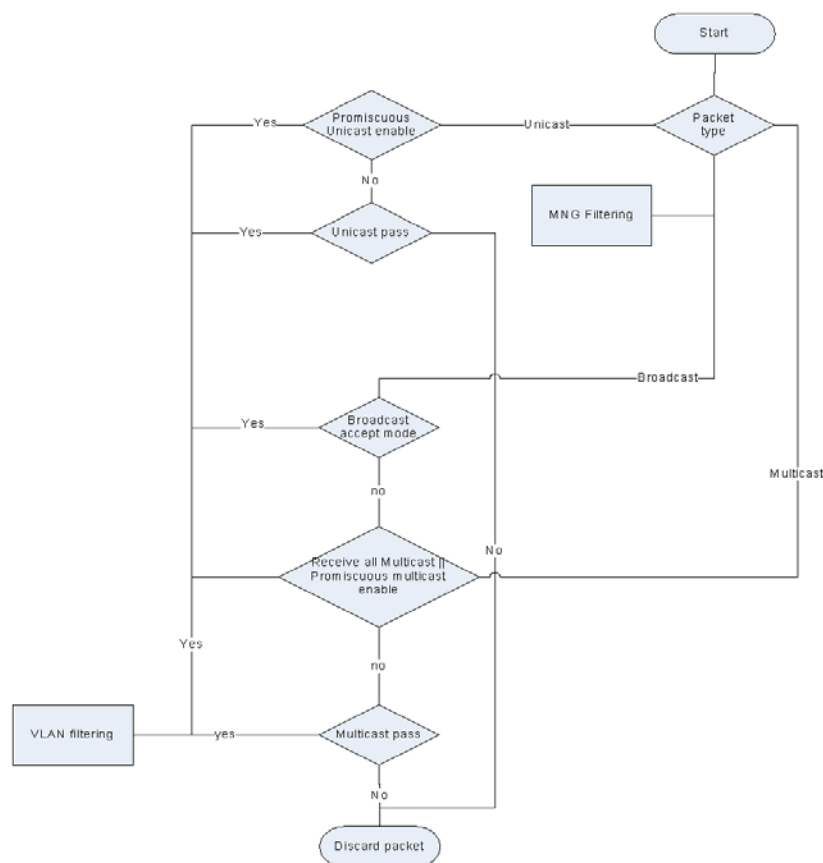 Start
Packet
type
Unicast
Promiscuous
Unicast enable
Yes
No
MNG Filtering
Unicast pass
Yes
Broadcast
Broadcast
accept mode
Yes
no
Multicast
No
Receive all Multicast ||
Promiscuous multicast
enable
Yes
no
VLAN filtering
yes
Multicast pass
No
Discard packet